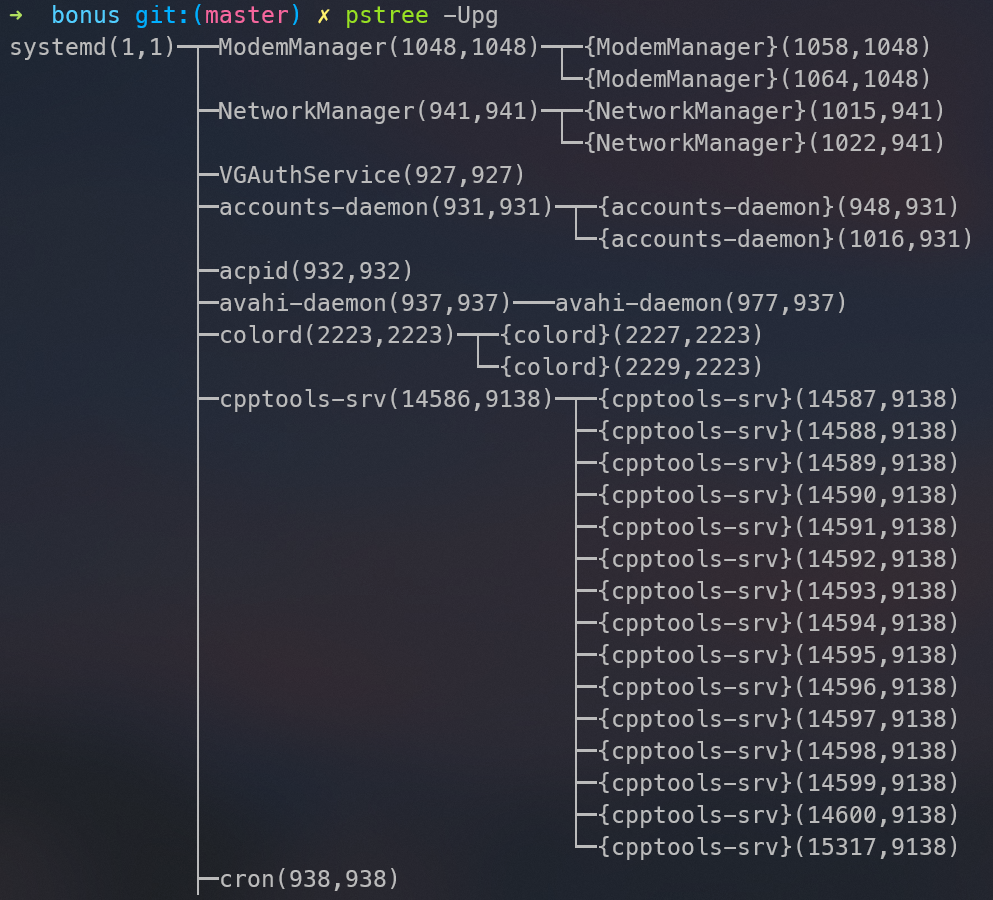 ➜  bonus git:(master) ✗ pstree -Upg
systemd(1,1)─┬─ModemManager(1048,1048)─┬─{ModemManager}(1058,1048)
             │                         └─{ModemManager}(1064,1048)
             ├─NetworkManager(941,941)─┬─{NetworkManager}(1015,941)
             │                         └─{NetworkManager}(1022,941)
             ├─VGAuthService(927,927)
             ├─accounts-daemon(931,931)─┬─{accounts-daemon}(948,931)
             │                          └─{accounts-daemon}(1016,931)
             ├─acpid(932,932)
             ├─avahi-daemon(937,937)───avahi-daemon(977,937)
             ├─colord(2223,2223)─┬─{colord}(2227,2223)
             │                   └─{colord}(2229,2223)
             ├─cpptools-srv(14586,9138)─┬─{cpptools-srv}(14587,9138)
             │                          ├─{cpptools-srv}(14588,9138)
             │                          ├─{cpptools-srv}(14589,9138)
             │                          ├─{cpptools-srv}(14590,9138)
             │                          ├─{cpptools-srv}(14591,9138)
             │                          ├─{cpptools-srv}(14592,9138)
             │                          ├─{cpptools-srv}(14593,9138)
             │                          ├─{cpptools-srv}(14594,9138)
             │                          ├─{cpptools-srv}(14595,9138)
             │                          ├─{cpptools-srv}(14596,9138)
             │                          ├─{cpptools-srv}(14597,9138)
             │                          ├─{cpptools-srv}(14598,9138)
             │                          ├─{cpptools-srv}(14599,9138)
             │                          ├─{cpptools-srv}(14600,9138)
             │                          └─{cpptools-srv}(15317,9138)
             ├─cron(938,938)